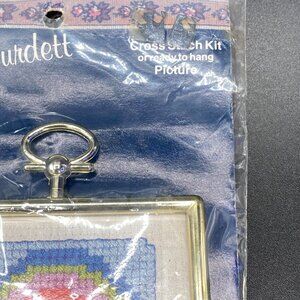 urdett
Cross Stitch Kit
or ready to hang
Picture